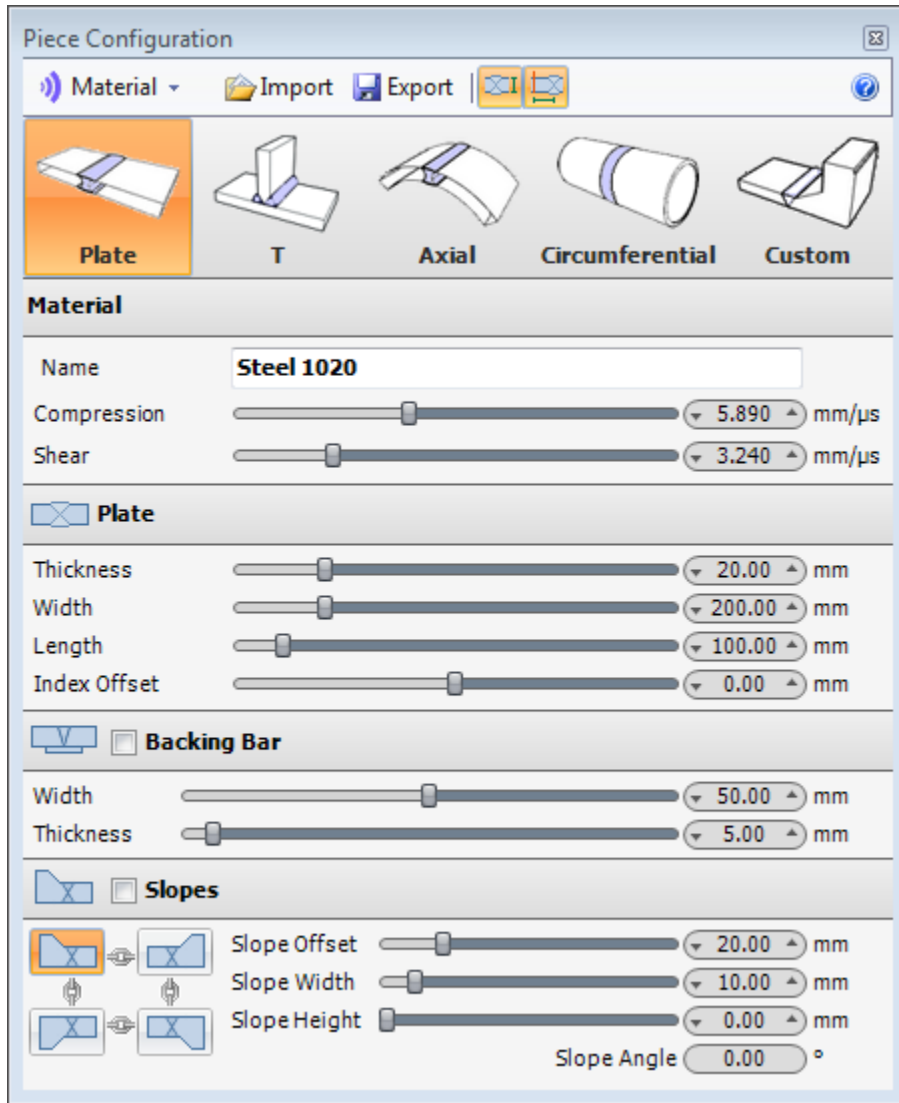 Piece Configuration
Material Import Export
Plate T Axial Circumferential Custom
Material
Name Steel 1020
Compression 5.890 mm/µs
Shear 3.240 mm/µs
Plate
Thickness 20.00 mm
Width 200.00 mm
Length 100.00 mm
Index Offset 0.00 mm
Backing Bar
Width 50.00 mm
Thickness 5.00 mm
Slopes
Slope Offset 20.00 mm
Slope Width 10.00 mm
Slope Height 0.00 mm
Slope Angle 0.00 °